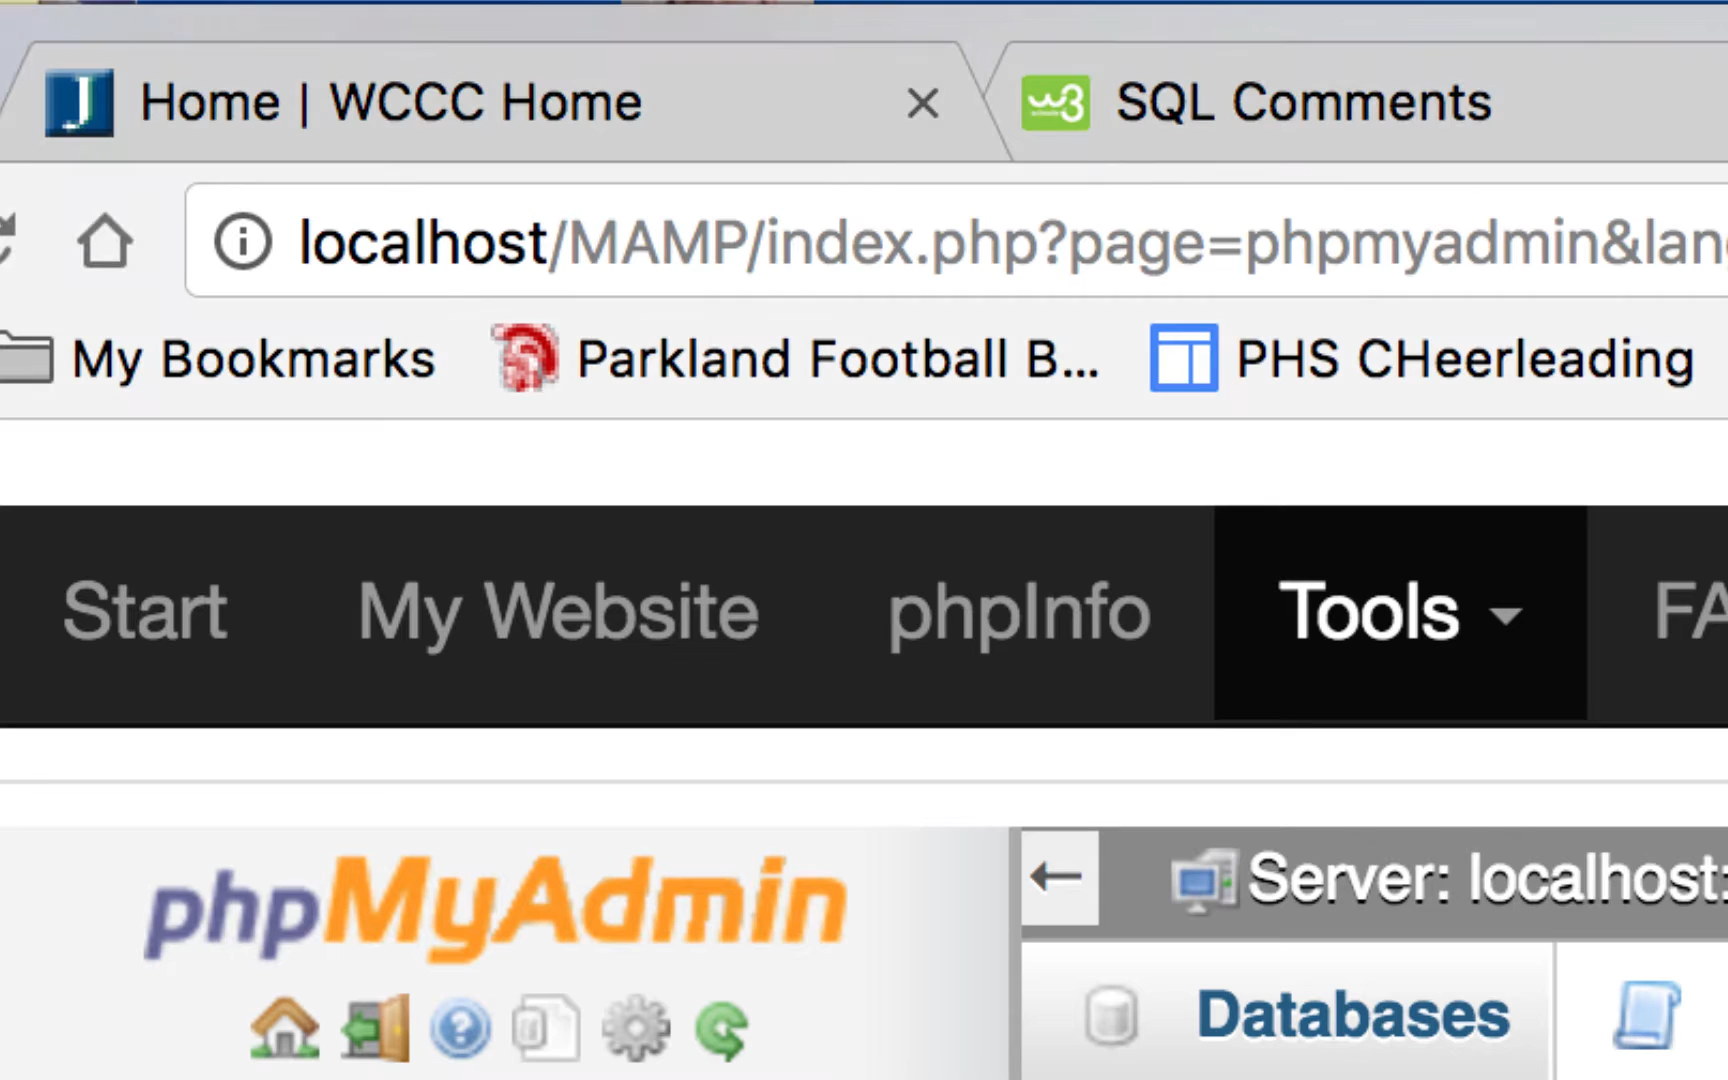 Home | WCCC Home
SQL Comments
localhost/MAMP/index.php?page=phpmyadmin&lan
My Bookmarks Parkland Football B... PHS CHeerleading
Start My Website phpInfo Tools FA
phpMyAdmin
Server: localhost:
Databases